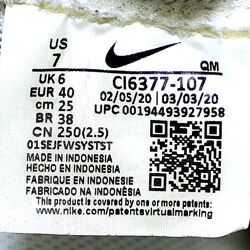 US
7
QM
UK 6
EUR 40
cm 25
BR 38
CN 250(2.5)
CI6377-107
02/05/20 | 03/03/20
UPC 00194493927958
01SEJFWSYSTST
MADE IN INDONESIA
HECHO EN INDONESIA
FABRIQUE EN INDONESIE
FABRICADO NA INDONÉSIA
This product is covered by one or more patents. See
www.nike.com/patentsvirtualmarking